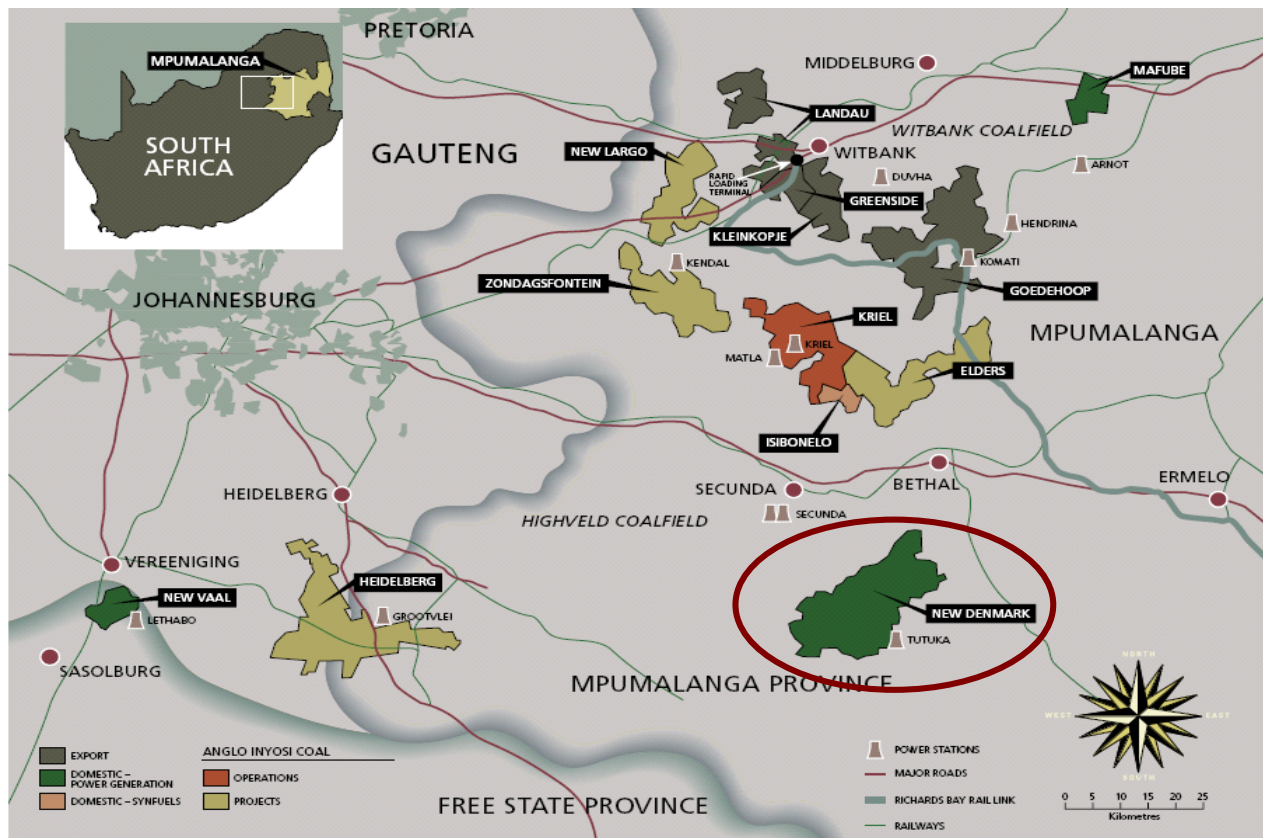 PRETORIA
MPUMALANGA
SOUTH
AFRICA
MIDDELBURG
MAFUBE
LANDAU
WITBANK COALFIELD
GAUTENG
NEW LARGO
WITBANK
RAPID
LOADING
TERMINAL
DUVHA
ARNOT
GREENSIDE
HENDRINA
KLEINKOPJE
KENDAL
KOMATI
ZONDAGSFONTEIN
GOEDEHOOP
JOHANNESBURG
KRIEL
MPUMALANGA
MATLA
KRIEL
ELDERS
ISIBONELO
HEIDELBERG
SECUNDA
BETHAL
ERMELO
HIGHVELD COALFIELD
SECUNDA
VEREENIGING
NEW VAAL
LETHABO
HEIDELBERG
GROOTVLEI
NEW DENMARK
TUTUKA
SASOLBURG
MPUMALANGA PROVINCE
NORTH
WEST
EAST
SOUTH
EXPORT
DOMESTIC –
POWER GENERATION
DOMESTIC – SYNFUELS
ANGLO INYOSI COAL
OPERATIONS
PROJECTS
FREE STATE PROVINCE
POWER STATIONS
MAJOR ROADS
RICHARDS BAY RAIL LINK
RAILWAYS
0 5 10 15 20 25
Kilometres